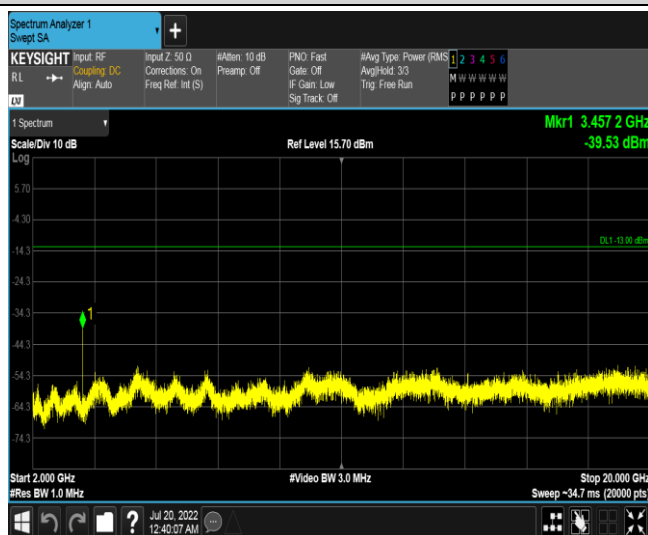 Spectrum Analyzer 1
Swept SA
+
KEYSIGHT
RL
LXI
Input: RF
Coupling: DC
Align: Auto
Input Z: 50 Ω
Corrections: On
Freq Ref: Int (S)
#Atten: 10 dB
Preamp: Off
PNO: Fast
Gate: Off
IF Gain: Low
Sig Track: Off
#Avg Type: Power (RMS
Avg|Hold: 3/3
Trig: Free Run
1 2 3 4 5 6
M W W W W W
P P P P P P
1 Spectrum
Mkr1 3.457 2 GHz
-39.53 dBm
Scale/Div 10 dB
Ref Level 15.70 dBm
Log
5.70
-4.30
DL1 -13.00 dBm
-14.3
-24.3
-34.3
1
-44.3
-54.3
-64.3
-74.3
Start 2.000 GHz
#Video BW 3.0 MHz
Stop 20.000 GHz
#Res BW 1.0 MHz
Sweep ~34.7 ms (20000 pts)
?
Jul 20, 2022
12:40:07 AM